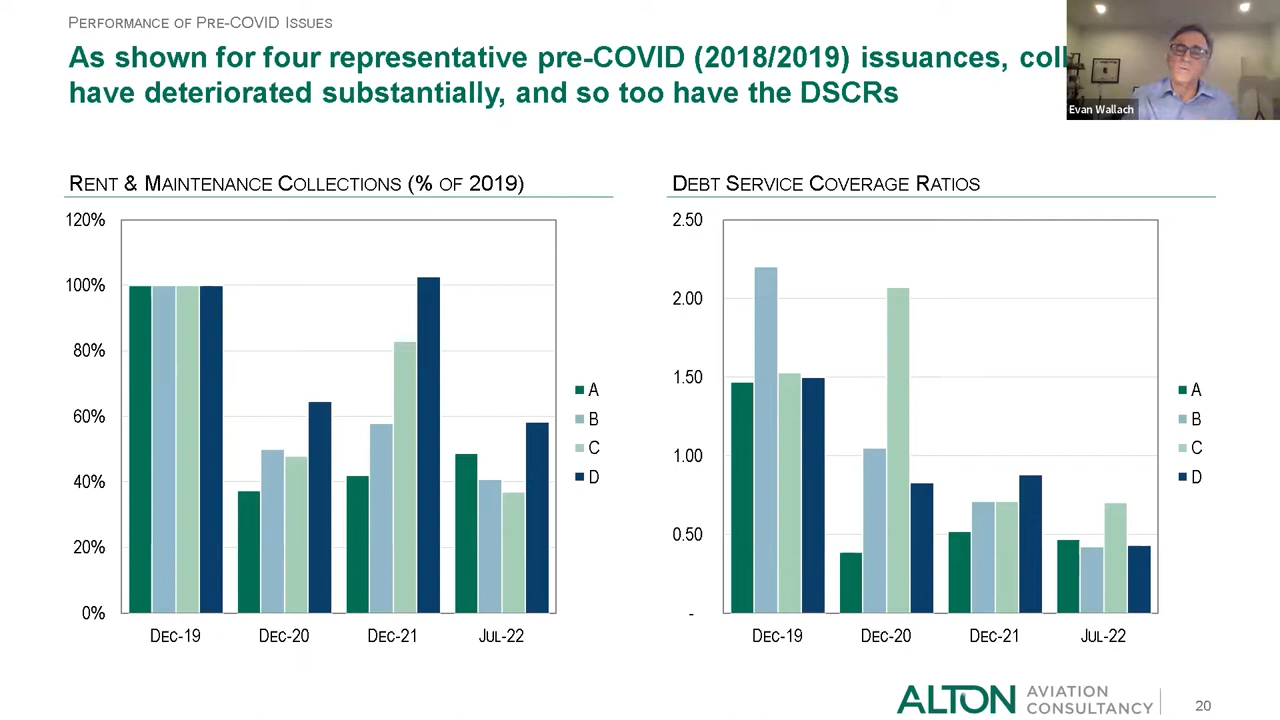 Performance of Pre-COVID Issues
As shown for four representative pre-COVID (2018/2019) issuances, coll
have deteriorated substantially, and so too have the DSCRs
Evan Wallach
Rent & Maintenance Collections (% of 2019)
120%
100%
80%
60%
40%
20%
0%
Dec-19 Dec-20 Dec-21 Jul-22
A
B
C
D
Debt Service Coverage Ratios
2.50
2.00
1.50
1.00
0.50
-
Dec-19 Dec-20 Dec-21 Jul-22
A
B
C
D
ALTON AVIATION
CONSULTANCY
20